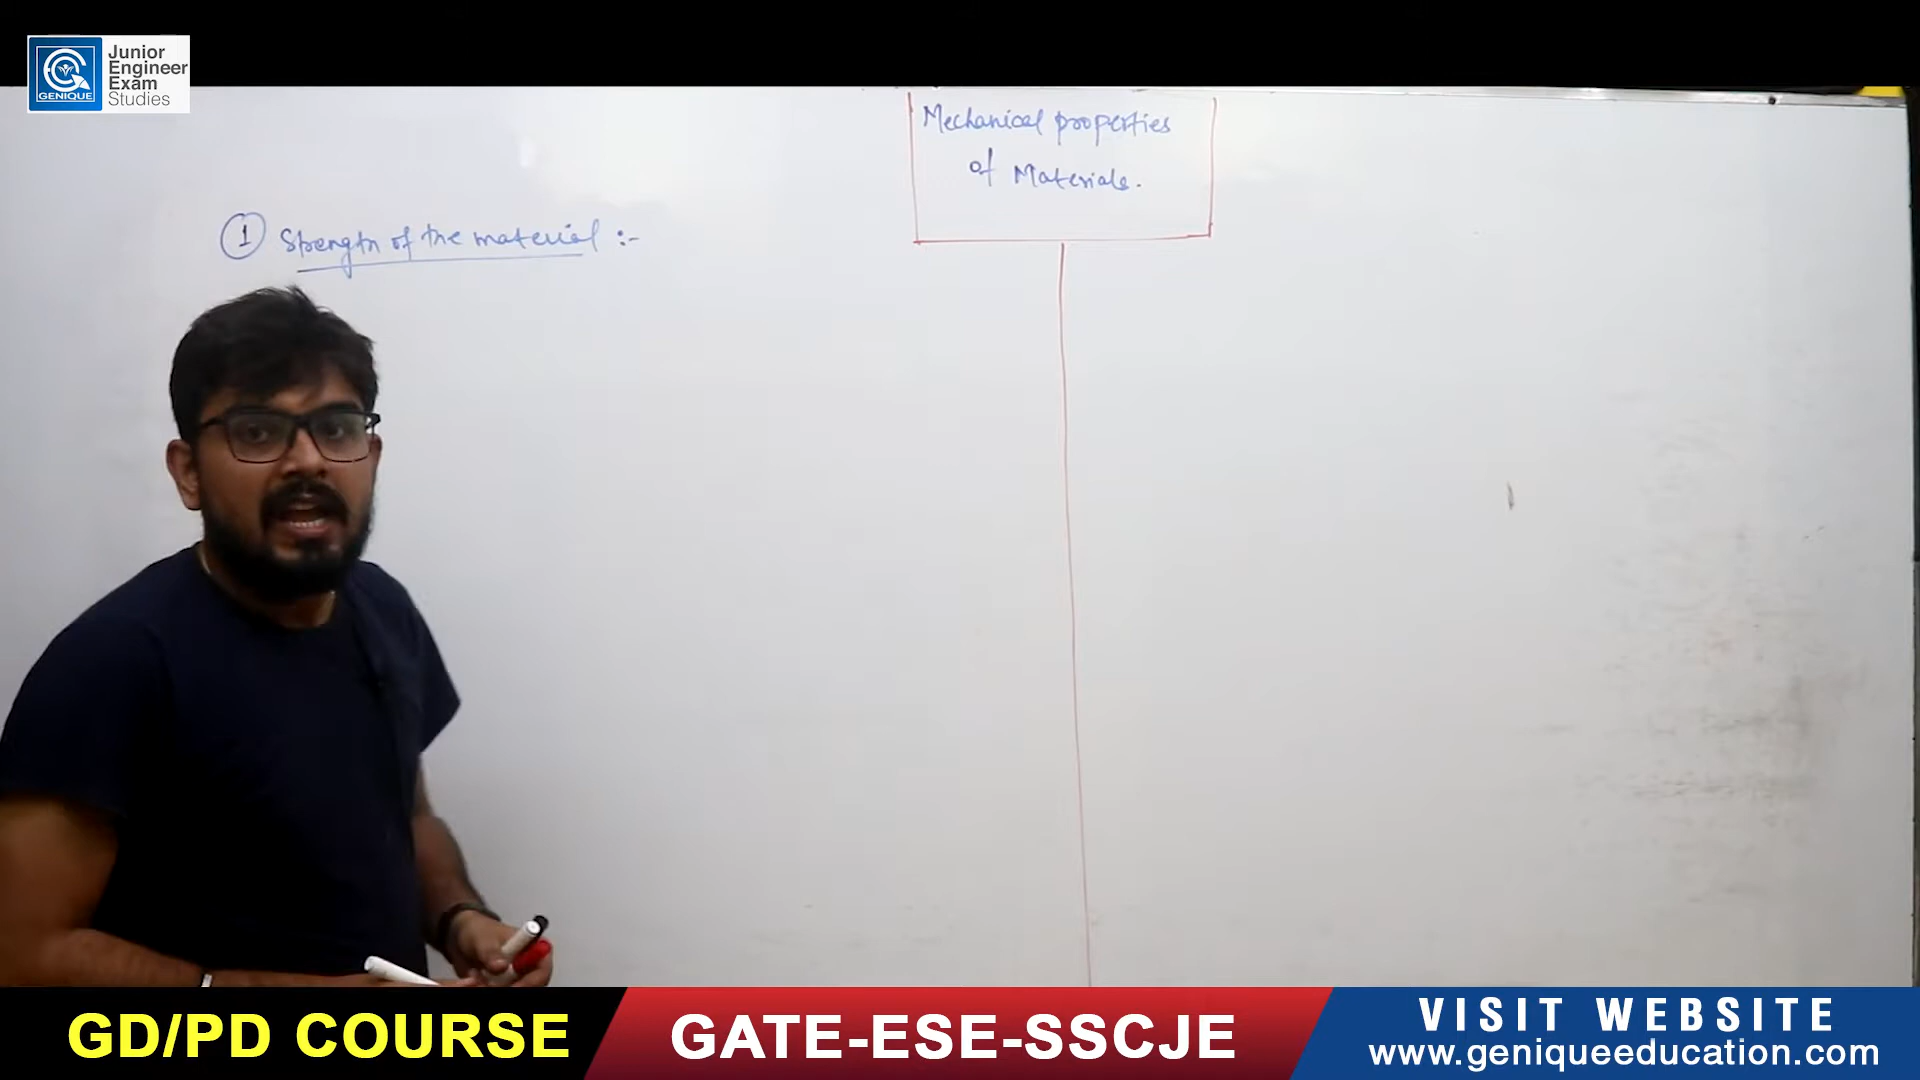 Junior
Engineer
Exam
Studies
GENIQUE
Mechanical properties
of Materials.
1 Strength of the material :-
GD/PD COURSE
GATE-ESE-SSCJE
VISIT WEBSITE
www.geniqueeducation.com